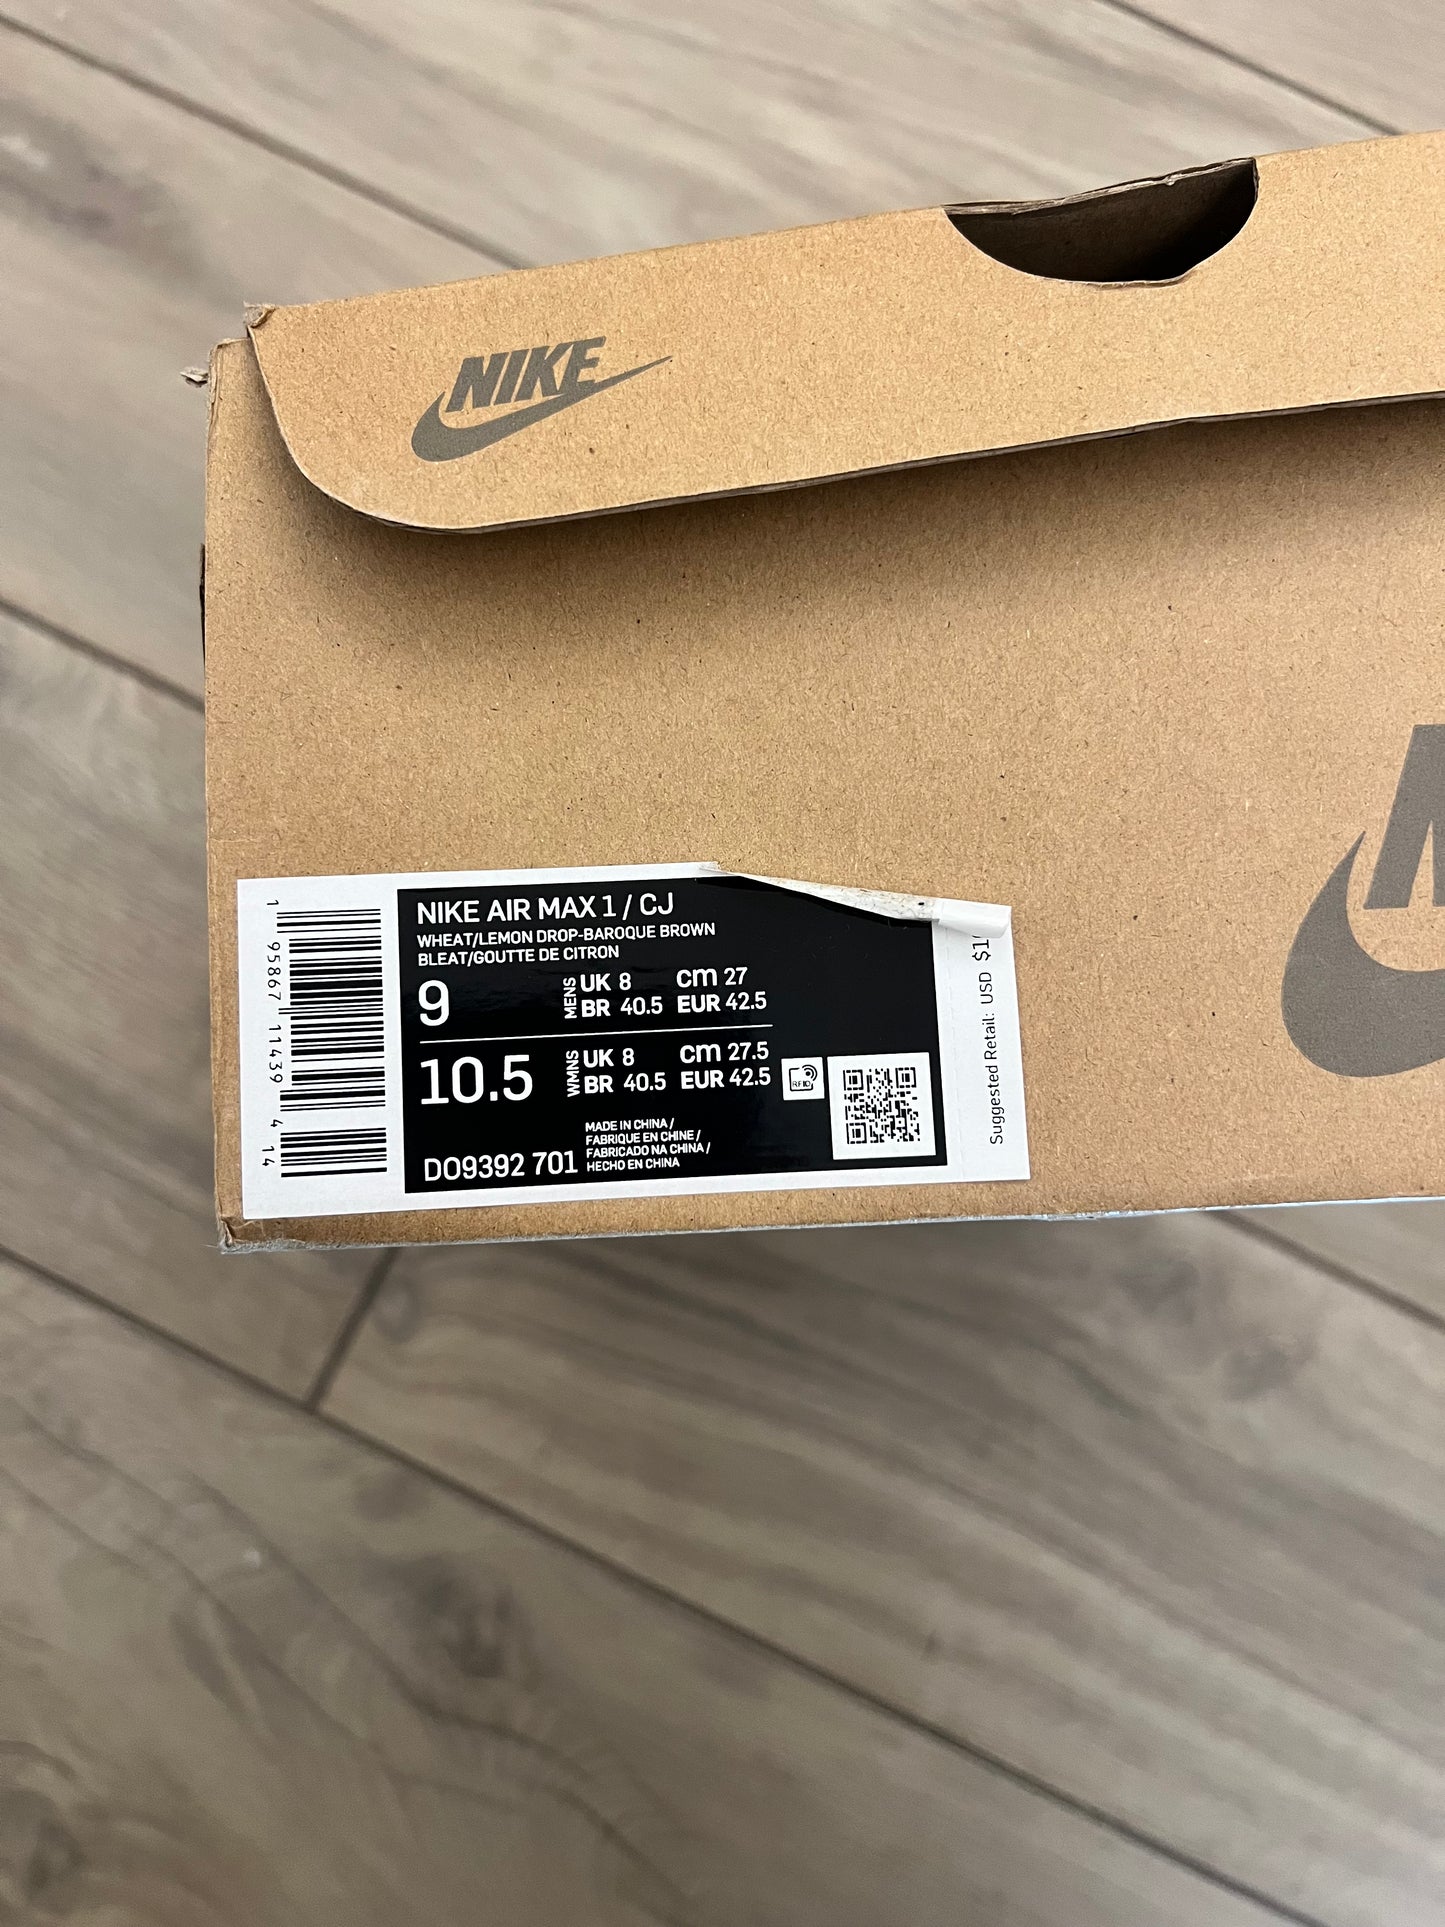 NIKE
NIKE AIR MAX 1 / CJ
WHEAT/LEMON DROP-BAROQUE BROWN
BLEAT/GOUTTE DE CITRON
9 MENS UK 8 cm 27
BR 40.5 EUR 42.5
10.5 WMNS UK 8 cm 27.5
BR 40.5 EUR 42.5
RFID
MADE IN CHINA /
FABRIQUE EN CHINE /
FABRICADO NA CHINA /
HECHO EN CHINA
DO9392 701
1 95867 11439 4 14
Suggested Retail: USD